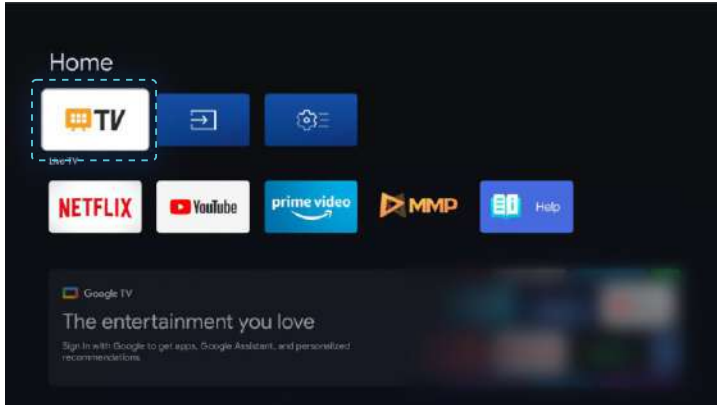 Home
TV
Live TV
NETFLIX
YouTube
prime video
MMP
Help
Google TV
The entertainment you love
Sign in with Google to get apps, Google Assistant, and personalized
recommendations.